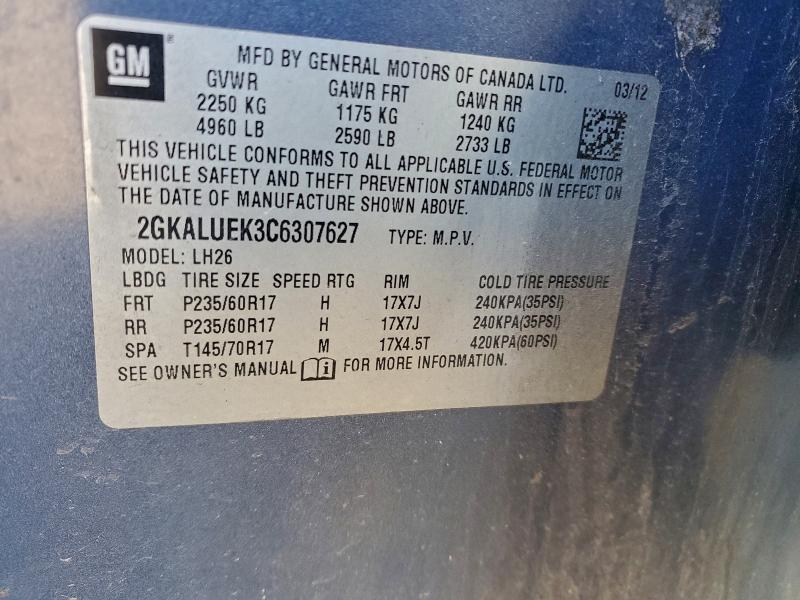 GM
MFD BY GENERAL MOTORS OF CANADA LTD. 03/12
GVWR GAWR FRT GAWR RR
2250 KG 1175 KG 1240 KG
4960 LB 2590 LB 2733 LB
THIS VEHICLE CONFORMS TO ALL APPLICABLE U.S. FEDERAL MOTOR
VEHICLE SAFETY AND THEFT PREVENTION STANDARDS IN EFFECT ON
THE DATE OF MANUFACTURE SHOWN ABOVE.
2GKALUEK3C6307627 TYPE: M.P.V.
MODEL: LH26
LBDG TIRE SIZE SPEED RTG RIM COLD TIRE PRESSURE
FRT P235/60R17 H 17X7J 240KPA(35PSI)
RR P235/60R17 H 17X7J 240KPA(35PSI)
SPA T145/70R17 M 17X4.5T 420KPA(60PSI)
SEE OWNER'S MANUAL FOR MORE INFORMATION.